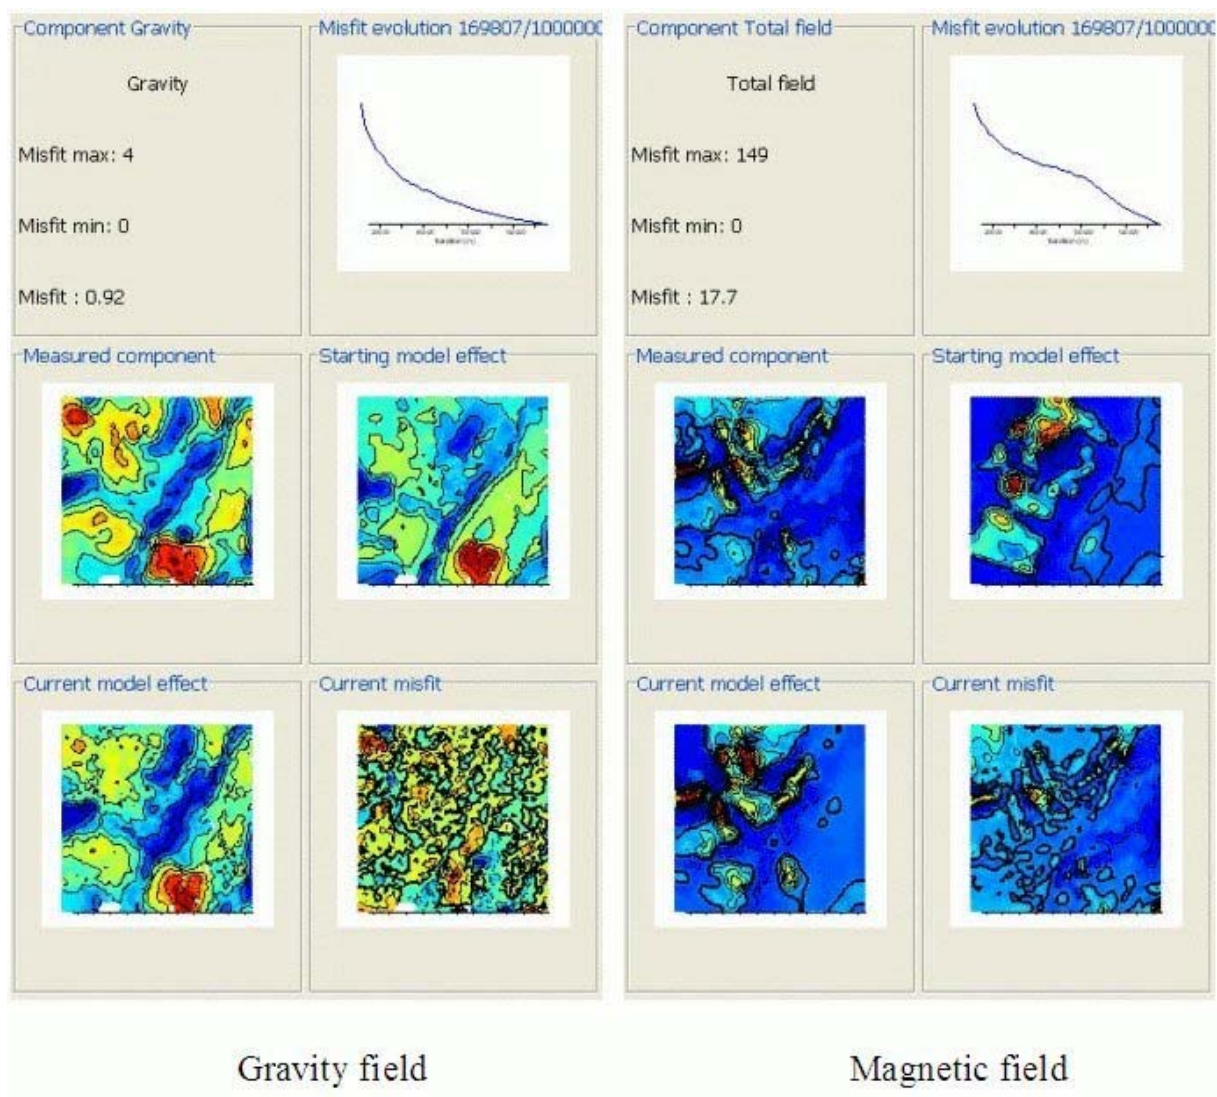 Component Gravity
Misfit evolution 169807/1000000
Gravity
Misfit max: 4
Misfit min: 0
Misfit : 0.92
Measured component
Starting model effect
Current model effect
Current misfit
Component Total field
Misfit evolution 169807/1000000
Total field
Misfit max: 149
Misfit min: 0
Misfit : 17.7
Measured component
Starting model effect
Current model effect
Current misfit
Gravity field
Magnetic field